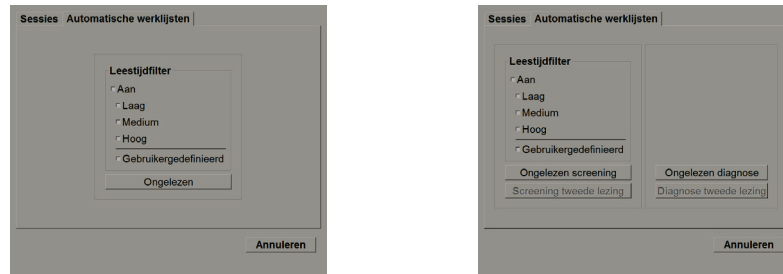 Sessies Automatische werklijsten
Leestijdfilter
Aan
Laag
Medium
Hoog
Gebruikergedefinieerd
Ongelezen
Annuleren
Sessies Automatische werklijsten
Leestijdfilter
Aan
Laag
Medium
Hoog
Gebruikergedefinieerd
Ongelezen screening Ongelezen diagnose
Screening tweede lezing Diagnose tweede lezing
Annuleren